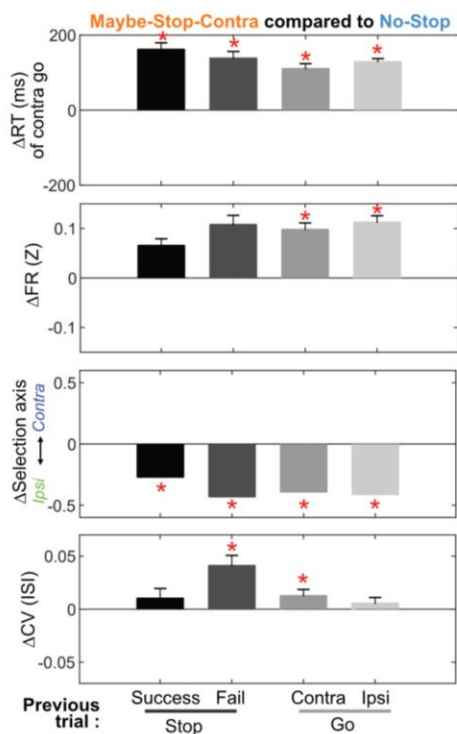 Maybe-Stop-Contra compared to No-Stop
200
0
-200
ΔRT (ms)
of contra go
* * * *
0.1
0
-0.1
ΔFR (Z)
* *
0.5
0
-0.5
ΔSelection axis
Ipsi ↔ Contra
* * * *
0.05
0
-0.05
ΔCV (ISI)
* *
Previous
trial :
Success Fail Contra Ipsi
Stop Go